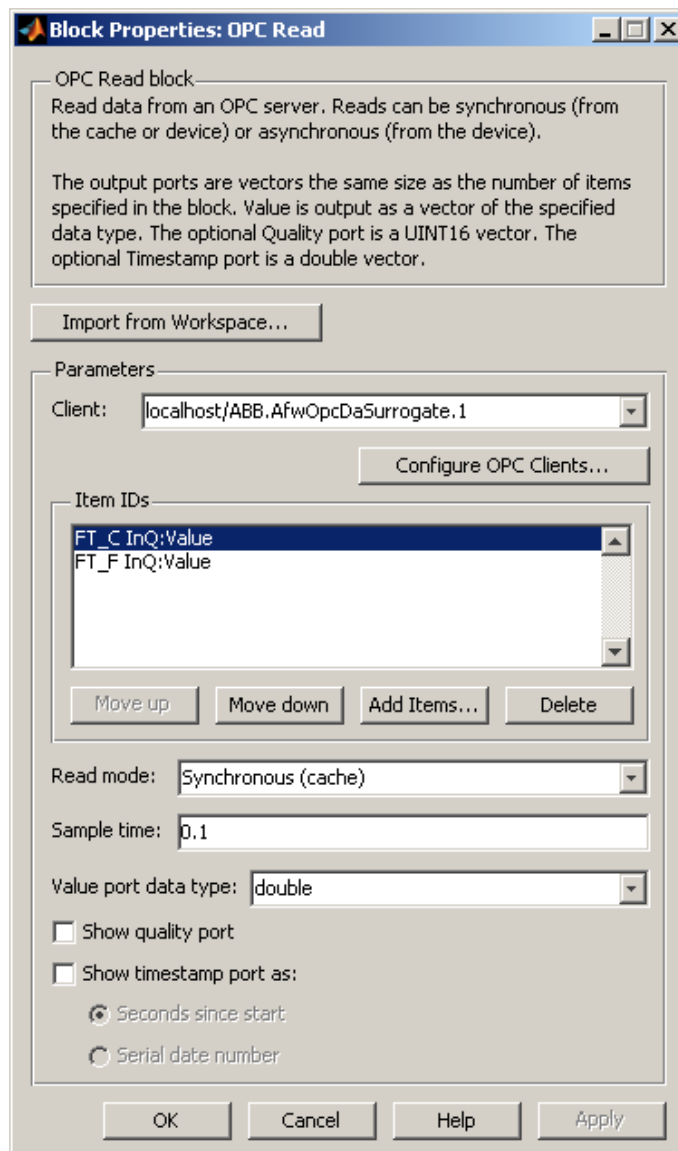 Block Properties: OPC Read
OPC Read block
Read data from an OPC server. Reads can be synchronous (from
the cache or device) or asynchronous (from the device).
The output ports are vectors the same size as the number of items
specified in the block. Value is output as a vector of the specified
data type. The optional Quality port is a UINT16 vector. The
optional Timestamp port is a double vector.
Import from Workspace...
Parameters
Client: localhost/ABB.AfwOpcDaSurrogate.1
Configure OPC Clients...
Item IDs
FT_C InQ:Value
FT_F InQ:Value
Move up Move down Add Items... Delete
Read mode: Synchronous (cache)
Sample time: 0.1
Value port data type: double
Show quality port
Show timestamp port as:
Seconds since start
Serial date number
OK Cancel Help Apply